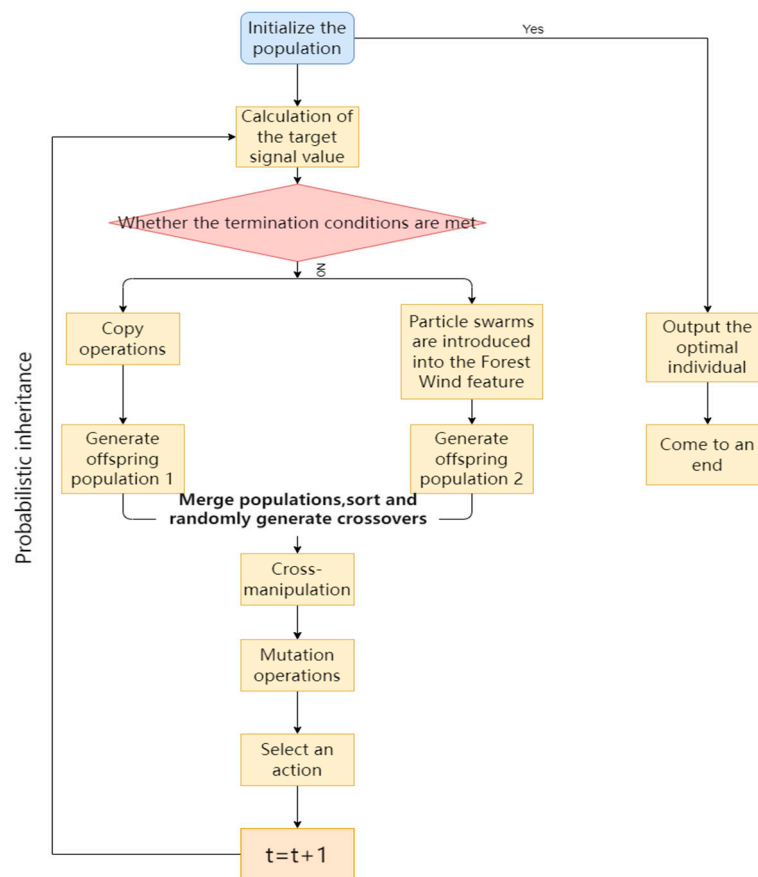 Initialize the
population
Yes
Calculation of
the target
signal value
Whether the termination conditions are met
NO
Copy
operations
Particle swarms
are introduced
into the Forest
Wind feature
Output the
optimal
individual
Probabilistic inheritance
Generate
offspring
population 1
Generate
offspring
population 2
Come to an
end
Merge populations,sort and
randomly generate crossovers
Cross-
manipulation
Mutation
operations
Select an
action
t=t+1